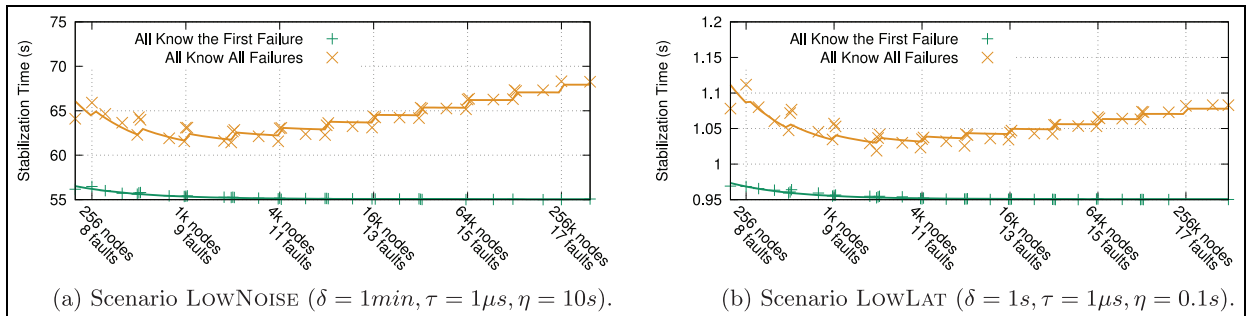 Stabilization Time (s)
75
70
65
60
55
All Know the First Failure
All Know All Failures
256 nodes
8 faults
1k nodes
9 faults
4k nodes
11 faults
16k nodes
13 faults
64k nodes
15 faults
256k nodes
17 faults
(a) Scenario LOWNOISE (δ = 1min, τ = 1μs, η = 10s).
Stabilization Time (s)
1.2
1.15
1.1
1.05
1
0.95
All Know the First Failure
All Know All Failures
256 nodes
8 faults
1k nodes
9 faults
4k nodes
11 faults
16k nodes
13 faults
64k nodes
15 faults
256k nodes
17 faults
(b) Scenario LOWLAT (δ = 1s, τ = 1μs, η = 0.1s).